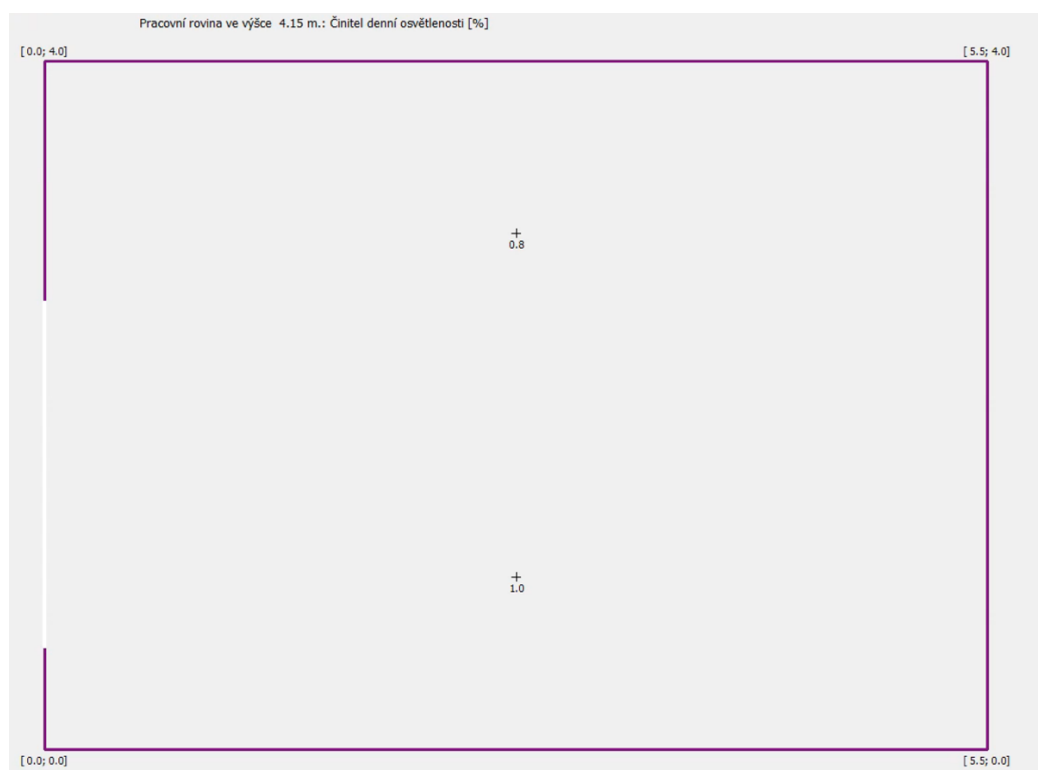 Pracovní rovina ve výšce  4.15 m.: Činitel denní osvětlenosti [%]
[ 0.0; 4.0] [ 5.5; 4.0]
0.8
1.0
[ 0.0; 0.0] [ 5.5; 0.0]